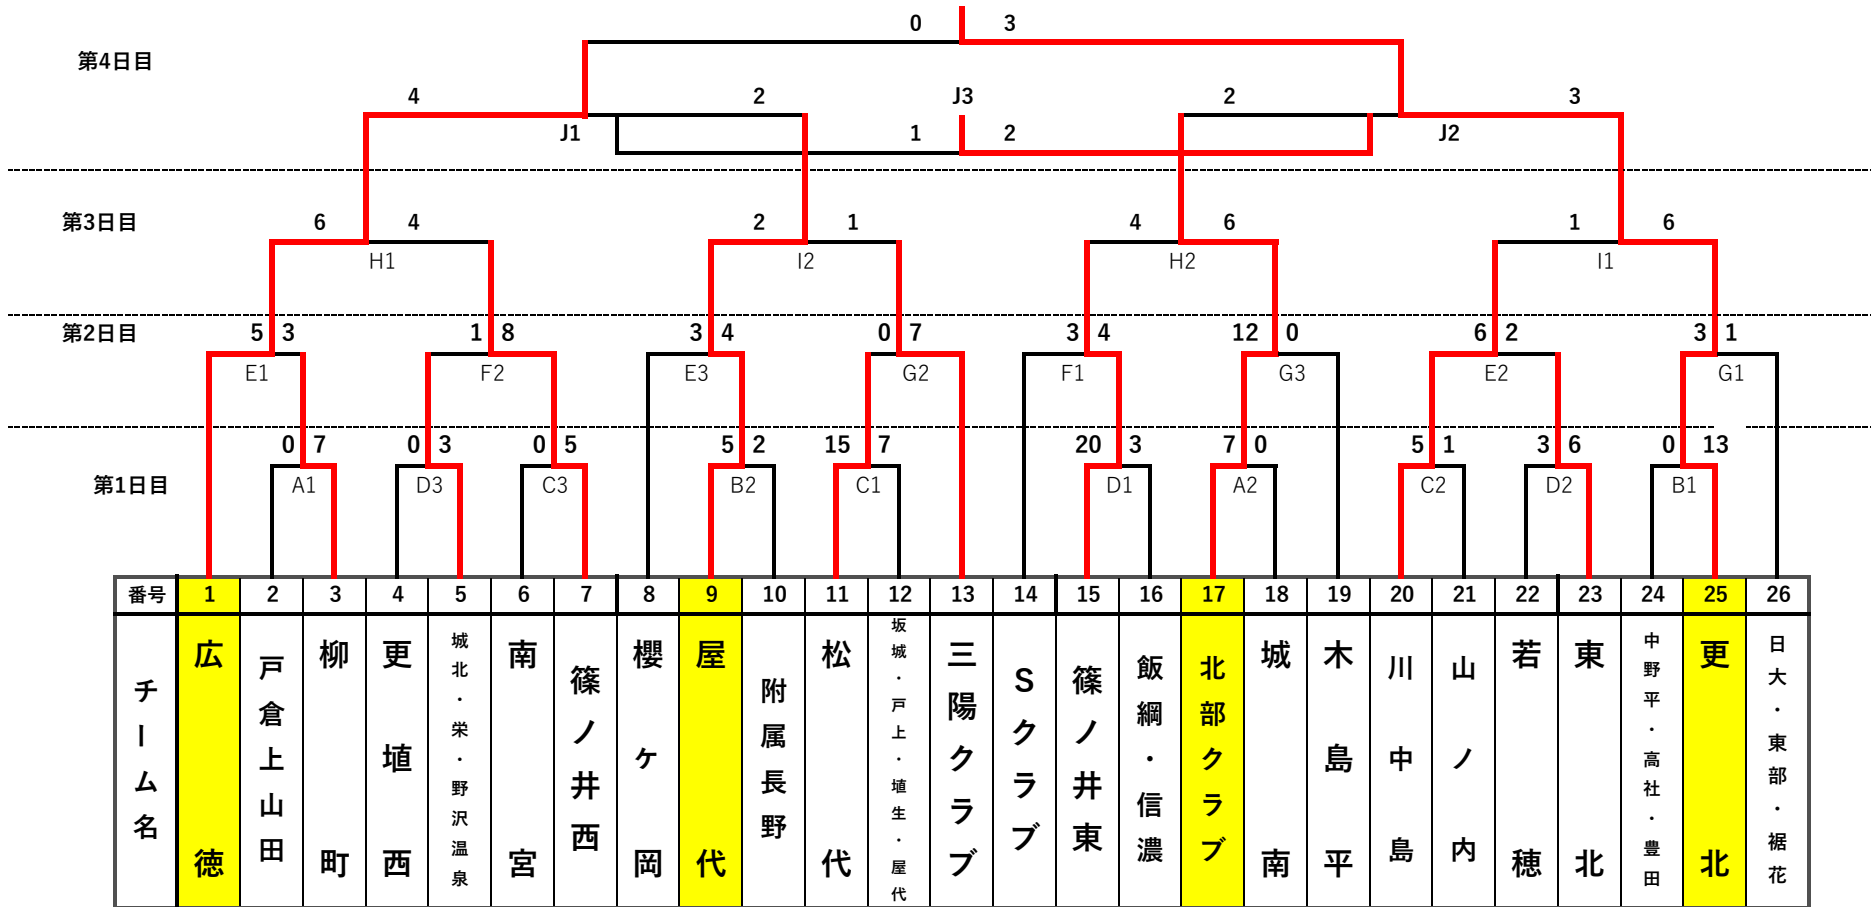 0 3
第4日目
4 2 J3 2 3
J1 1 2 J2
第3日目 6 4 2 1 4 6 1 6
H1 I2 H2 I1
第2日目 5 3 1 8 3 4 0 7 3 4 12 0 6 2 3 1
E1 F2 E3 G2 F1 G3 E2 G1
0 7 0 3 0 5 5 2 15 7 20 3 7 0 5 1 3 6 0 13
第1日目 A1 D3 C3 B2 C1 D1 A2 C2 D2 B1
番号 1 2 3 4 5 6 7 8 9 10 11 12 13 14 15 16 17 18 19 20 21 22 23 24 25 26
チーム名
広徳
戸倉上山田
柳町
更埴西
城北・栄・野沢温泉
南宮
篠ノ井西
櫻ケ岡
屋代
附属長野
松代
坂城・戸上・埴生・屋代
三陽クラブ
Sクラブ
篠ノ井東
飯綱・信濃
北部クラブ
城南
木島平
川中島
山ノ内
若穂
東北
中野平・高社・豊田
更北
日大・東部・裾花